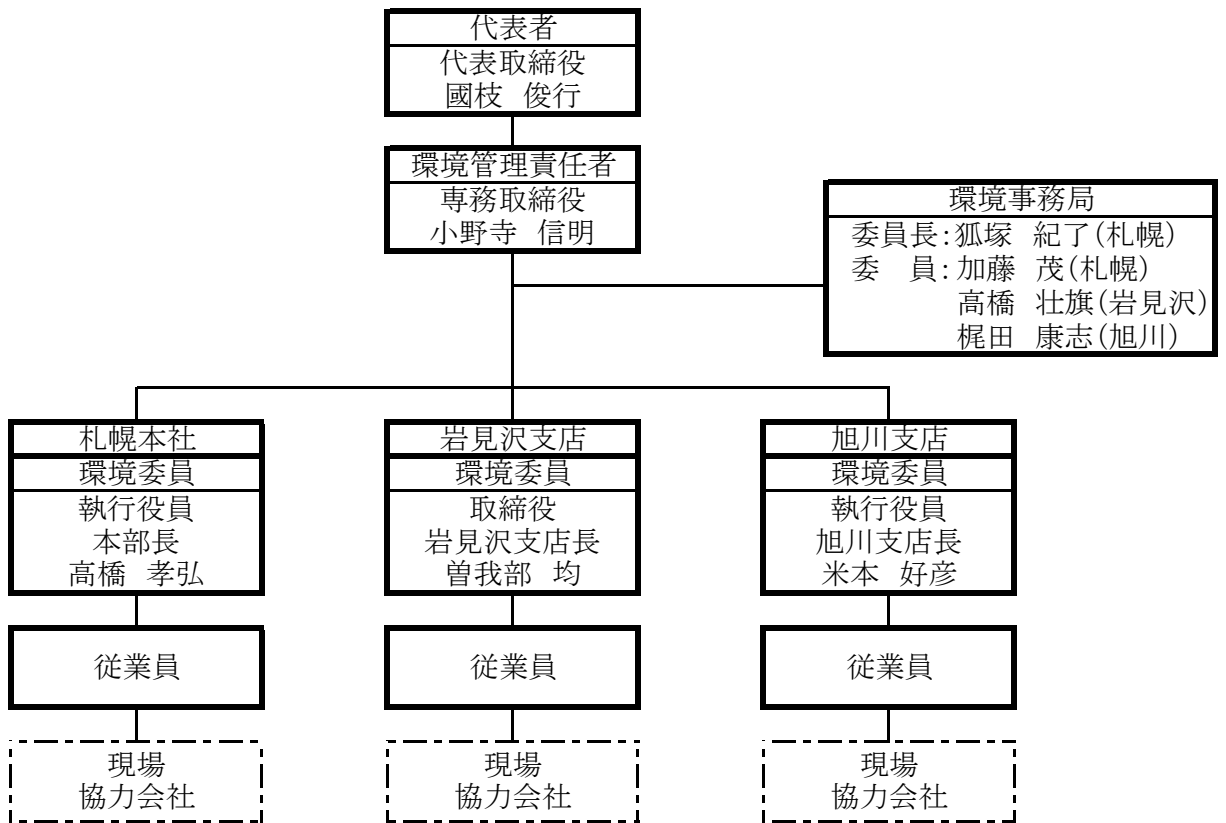 代表者
代表取締役
國枝 俊行
環境管理責任者
専務取締役
小野寺 信明
環境事務局
委員長:狐塚 紀了(札幌)
委 員:加藤 茂(札幌)
高橋 壮旗(岩見沢)
梶田 康志(旭川)
札幌本社
環境委員
執行役員
本部長
高橋 孝弘
岩見沢支店
環境委員
取締役
岩見沢支店長
曽我部 均
旭川支店
環境委員
執行役員
旭川支店長
米本 好彦
従業員
従業員
従業員
現場
協力会社
現場
協力会社
現場
協力会社